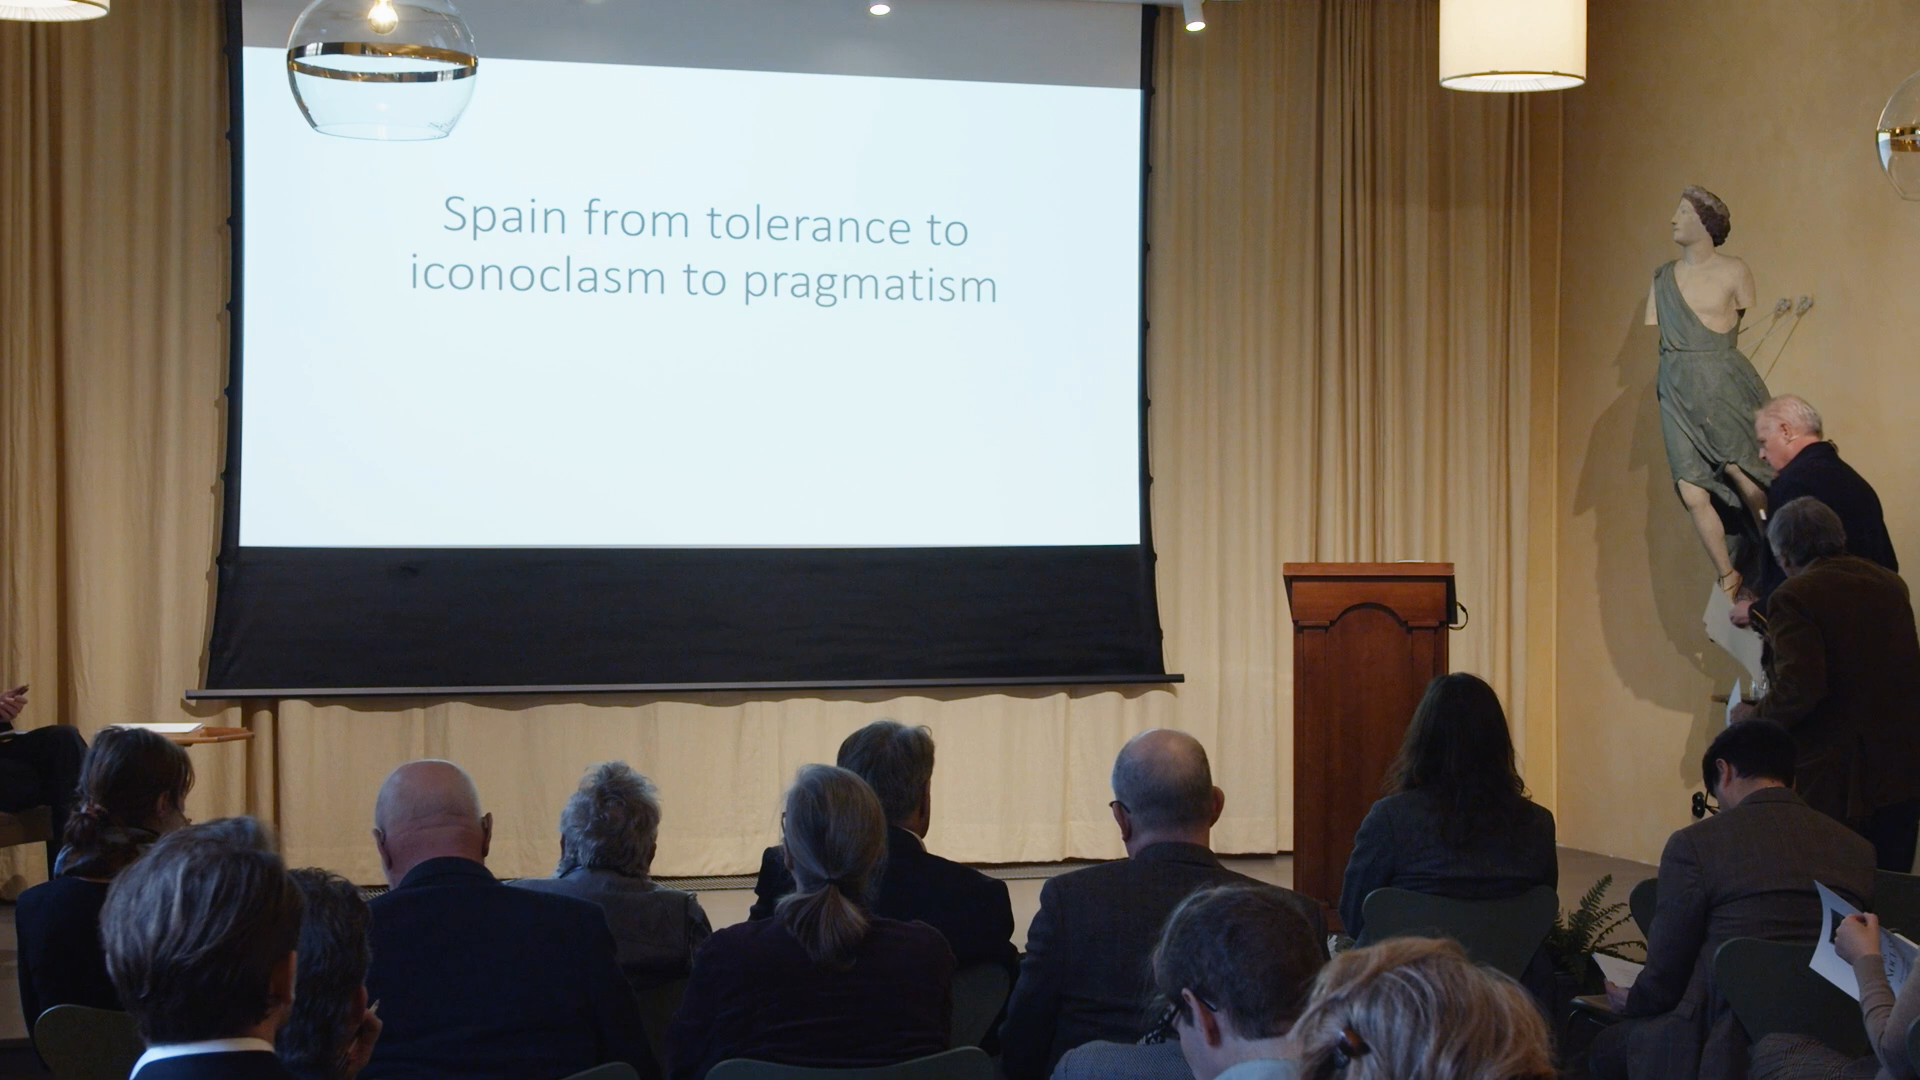 Spain from tolerance to
iconoclasm to pragmatism